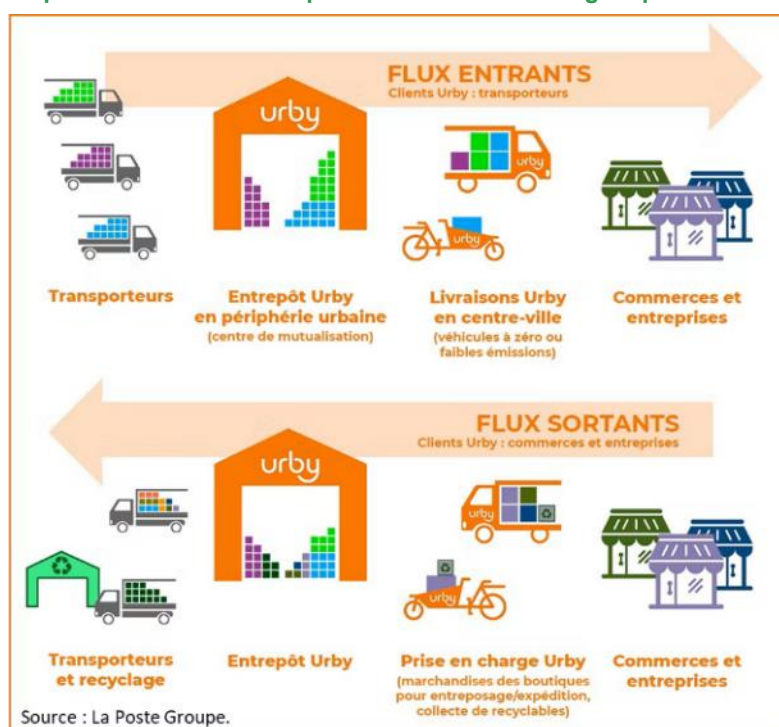 FLUX ENTRANTS
Clients Urby : transporteurs
urby
urby
urby
Transporteurs
Entrepôt Urby
en périphérie urbaine
(centre de mutualisation)
Livraisons Urby
en centre-ville
(véhicules à zéro ou
faibles émissions)
Commerces et
entreprises
FLUX SORTANTS
Clients Urby : commerces et entreprises
urby
urby
urby
Transporteurs
et recyclage
Entrepôt Urby
Prise en charge Urby
(marchandises des boutiques
pour entreposage/expédition,
collecte de recyclables)
Commerces et
entreprises
Source : La Poste Groupe.